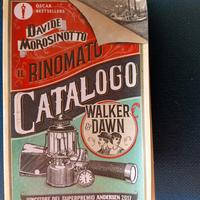 OSCAR
BESTSELLERS
DAVIDE
MOROSINOTTO
IL
RINOMATO
CATALOGO
WALKER
& DAWN
VINCITORE DEL SUPERPREMIO ANDERSEN 2017